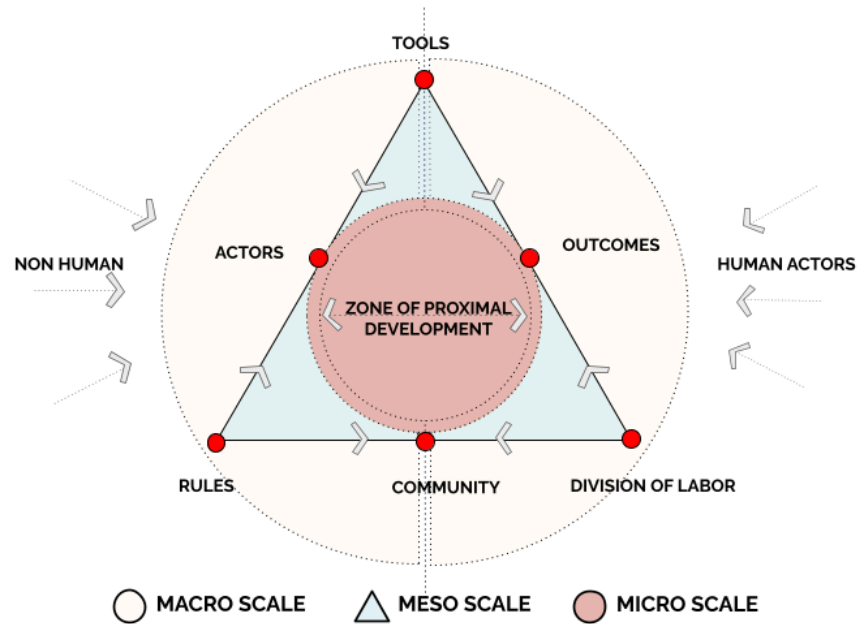 TOOLS
ACTORS
OUTCOMES
NON HUMAN
HUMAN ACTORS
ZONE OF PROXIMAL
DEVELOPMENT
RULES
COMMUNITY
DIVISION OF LABOR
MACRO SCALE
MESO SCALE
MICRO SCALE